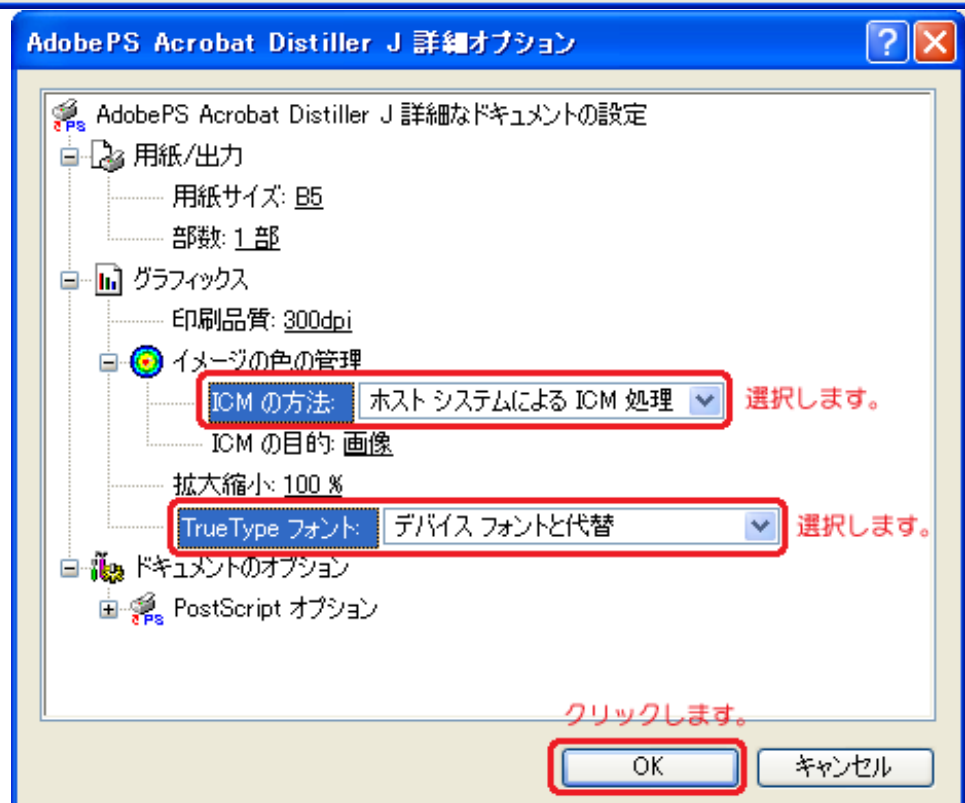 AdobePS Acrobat Distiller J 詳細オプション
AdobePS Acrobat Distiller J 詳細なドキュメントの設定
用紙/出力
用紙サイズ: B5
部数: 1 部
グラフィックス
印刷品質: 300dpi
イメージの色の管理
ICM の方法: ホスト システムによる ICM 処理 選択します。
ICM の目的: 画像
拡大縮小: 100 %
TrueType フォント: デバイス フォントと代替 選択します。
ドキュメントのオプション
PS PostScript オプション
クリックします。
OK キャンセル